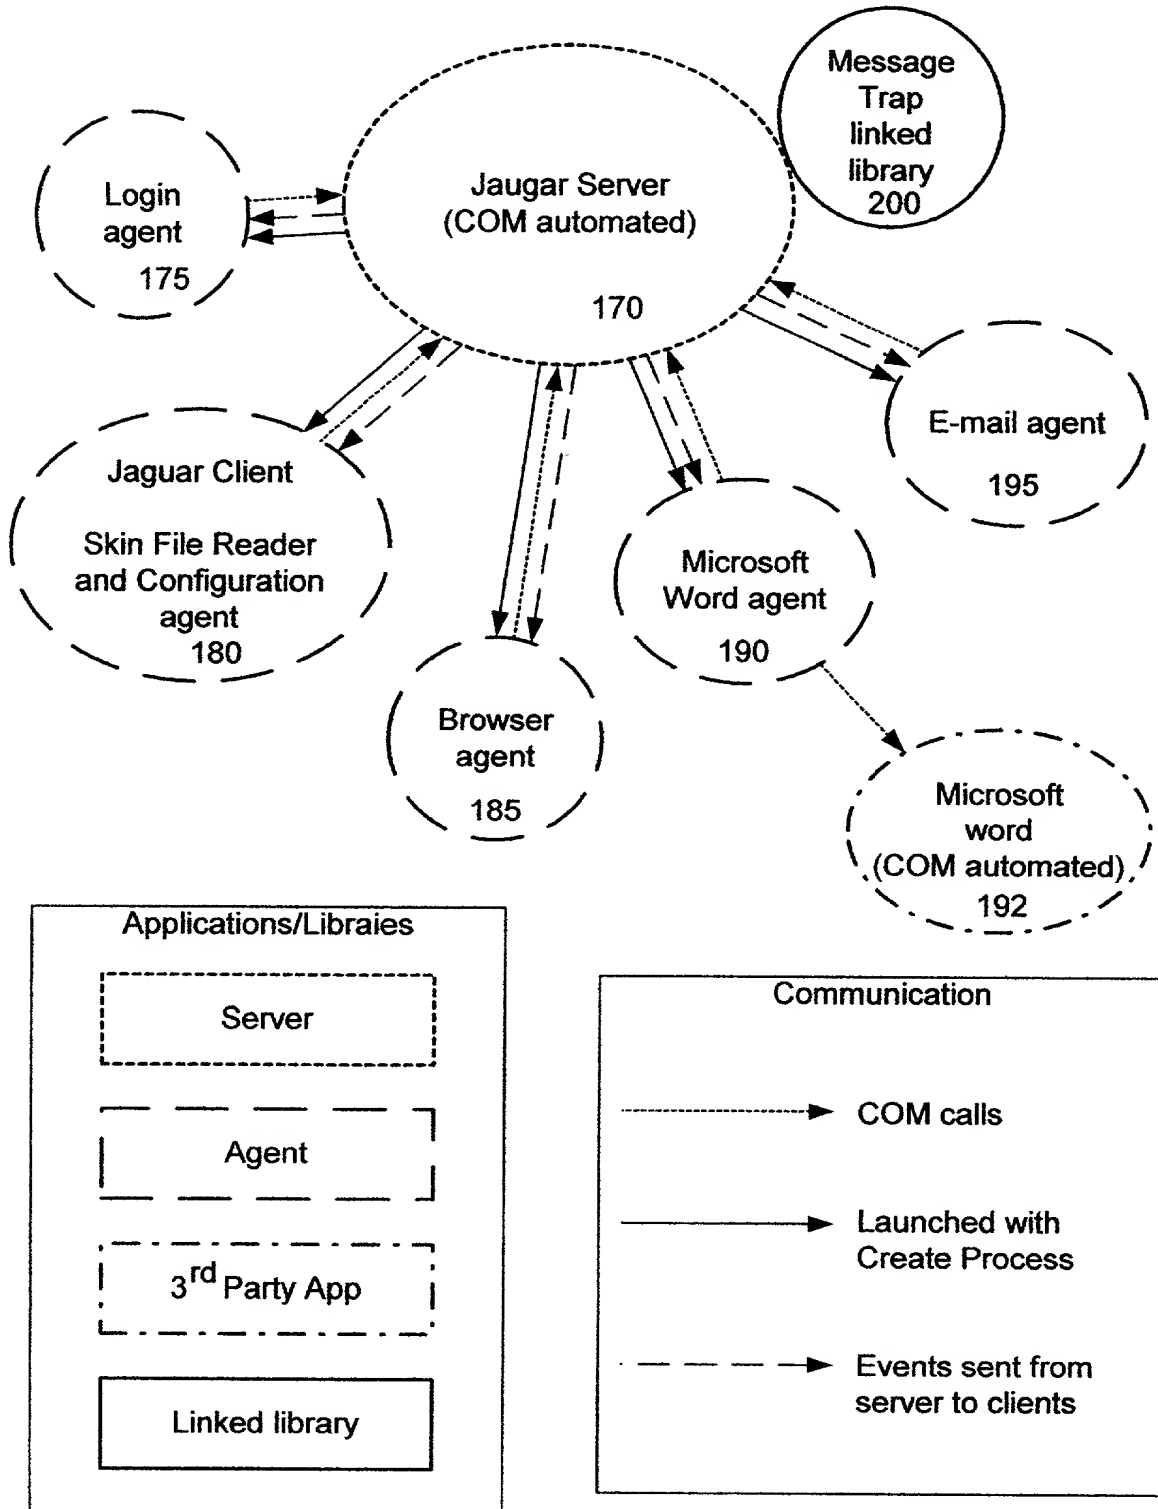 Message
Trap
linked
library
200
Jaugar Server
(COM automated)
170
Login
agent
175
E-mail agent
195
Jaguar Client
Skin File Reader
and Configuration
agent
180
Microsoft
Word agent
190
Browser
agent
185
Microsoft
word
(COM automated)
192
Applications/Libraies
Server
Agent
3rd Party App
Linked library
Communication
COM calls
Launched with
Create Process
Events sent from
server to clients